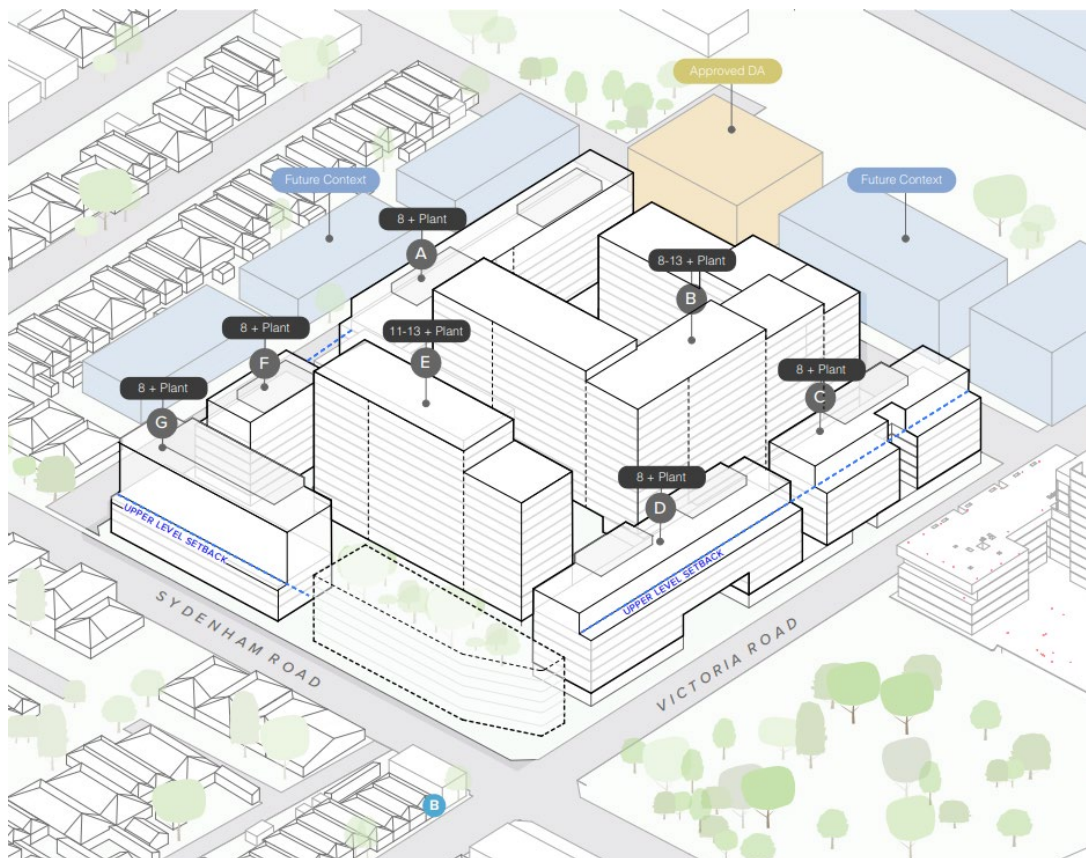 Approved DA
Future Context
Future Context
8 + Plant
A
8-13 + Plant
B
8 + Plant
F
11-13 + Plant
E
8 + Plant
C
8 + Plant
G
8 + Plant
D
UPPER LEVEL SETBACK
UPPER LEVEL SETBACK
SYDENHAM ROAD
VICTORIA ROAD
B